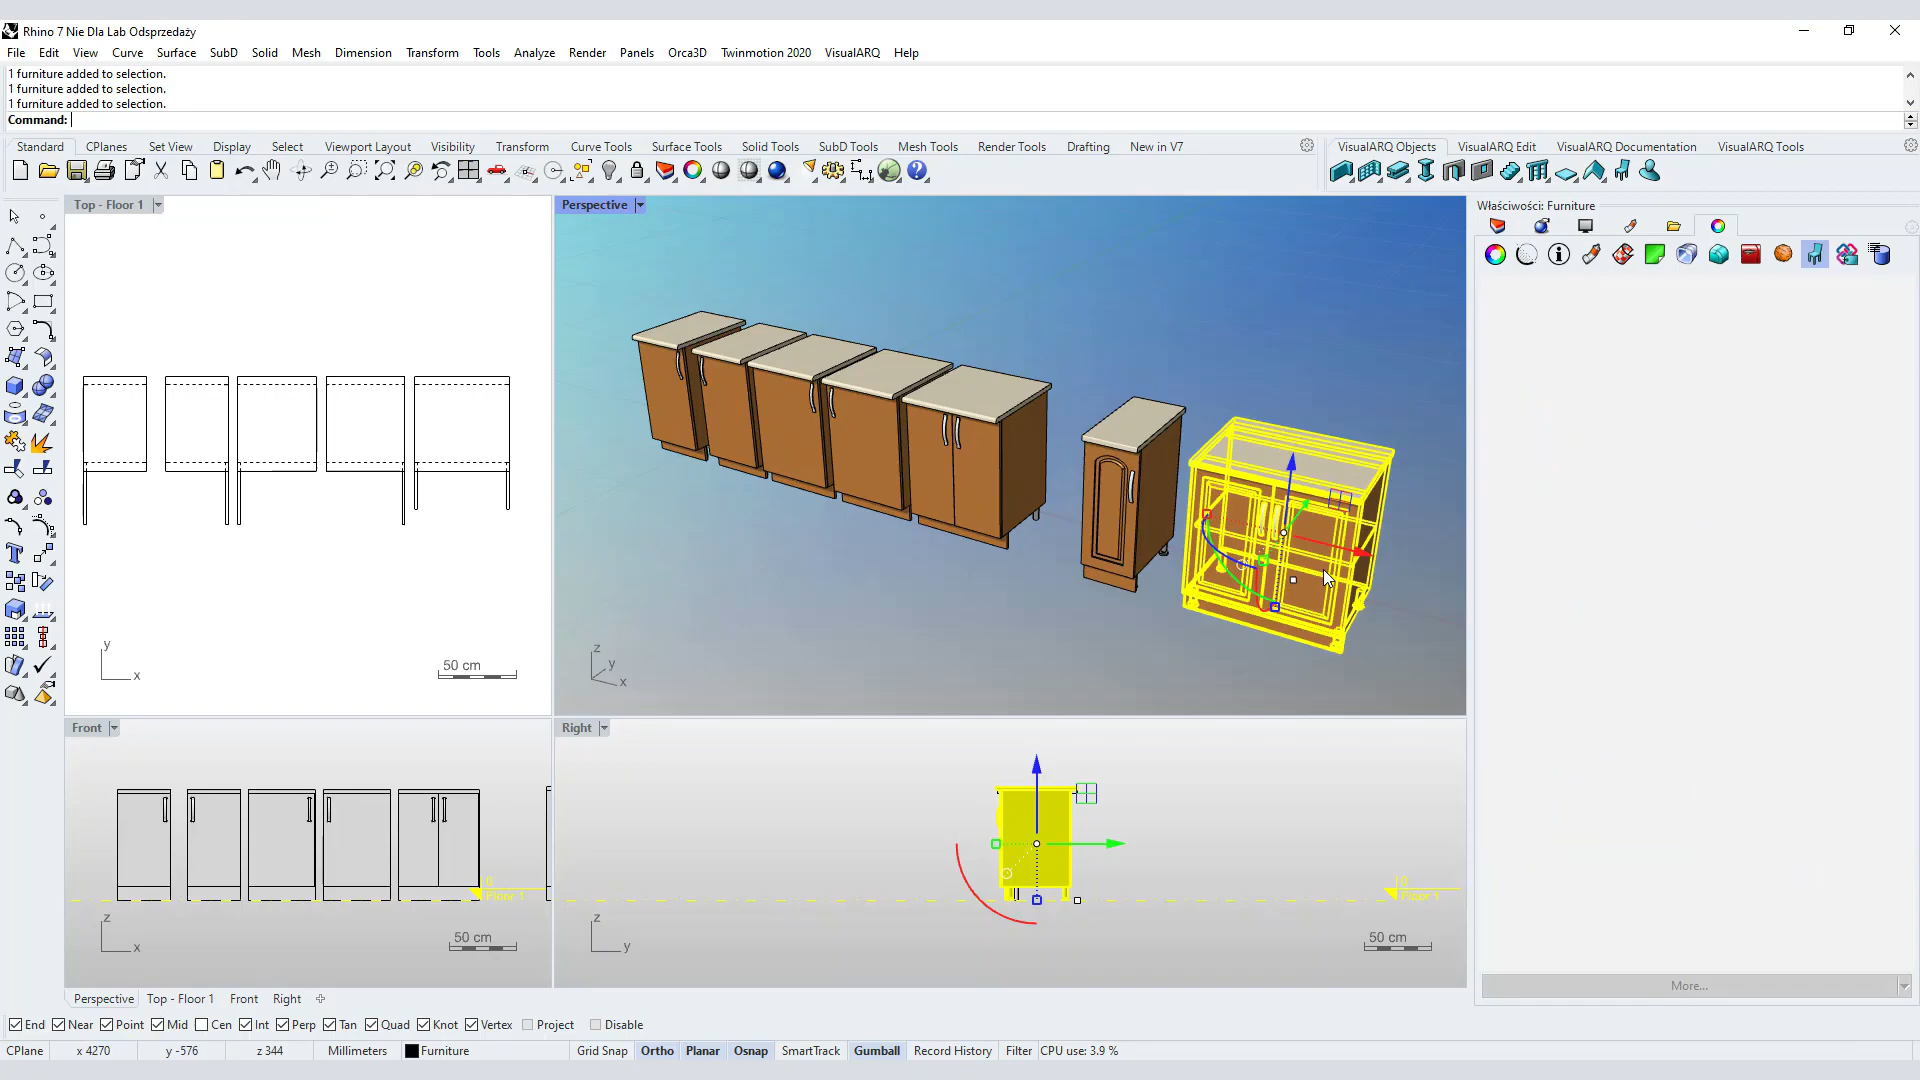 Rhino 7 Nie Dla Lab Odsprzedaży
File Edit View Curve Surface SubD Solid Mesh Dimension Transform Tools Analyze Render Panels Orca3D Twinmotion 2020 VisualARQ Help
1 furniture added to selection.
1 furniture added to selection.
1 furniture added to selection.
Command:
Standard CPlanes Set View Display Select Viewport Layout Visibility Transform Curve Tools Surface Tools Solid Tools SubD Tools Mesh Tools Render Tools Drafting New in V7 VisualARQ Objects VisualARQ Edit VisualARQ Documentation VisualARQ Tools
Top - Floor 1
Perspective
Właściwości: Furniture
y
x
50 cm
z
y
x
Front
Right
0
Floor 1
0
Floor 1
z
x
50 cm
z
y
50 cm
More...
Perspective Top - Floor 1 Front Right
End Near Point Mid Cen Int Perp Tan Quad Knot Vertex Project Disable
CPlane x 4270 y -576 z 344 Millimeters Furniture Grid Snap Ortho Planar Osnap SmartTrack Gumball Record History Filter CPU use: 3.9 %